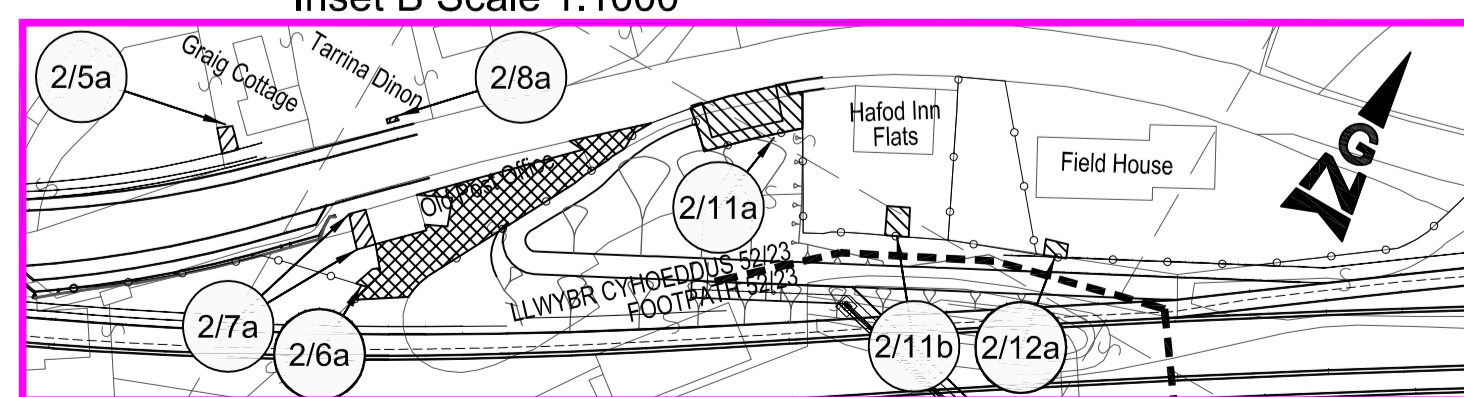 Inset B Scale 1:1000
2/5a
Graig Cottage
Tarrina Dinon
2/8a
Old Post Office
2/11a
Hafod Inn
Flats
Field House
NG
LLWYBR CYHOEDDUS 52/23
FOOTPATH 52/23
2/7a
2/6a
2/11b
2/12a